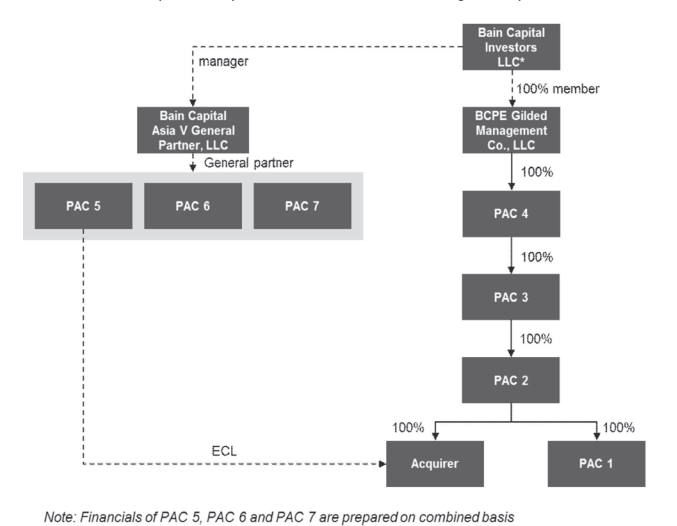 Bain Capital
Investors
LLC*
manager
100% member
Bain Capital
Asia V General
Partner, LLC
BCPE Gilded
Management
Co., LLC
General partner
100%
PAC 5
PAC 6
PAC 7
PAC 4
100%
PAC 3
100%
PAC 2
100%
100%
ECL
Acquirer
PAC 1
Note: Financials of PAC 5, PAC 6 and PAC 7 are prepared on combined basis